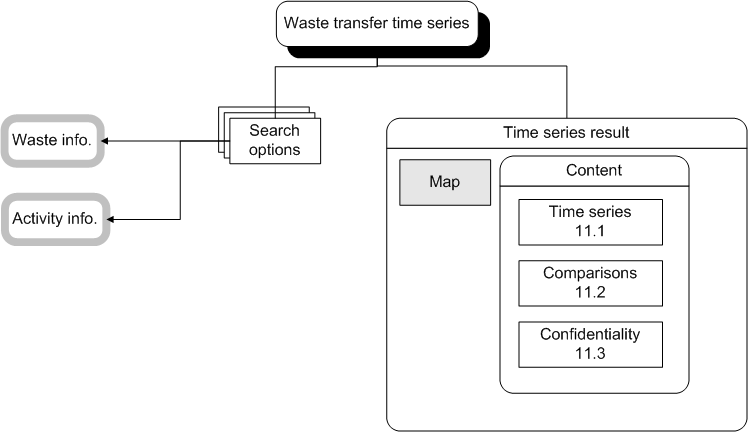 Waste transfer time series
Search
options
Waste info.
Activity info.
Time series result
Map
Content
Time series
11.1
Comparisons
11.2
Confidentiality
11.3